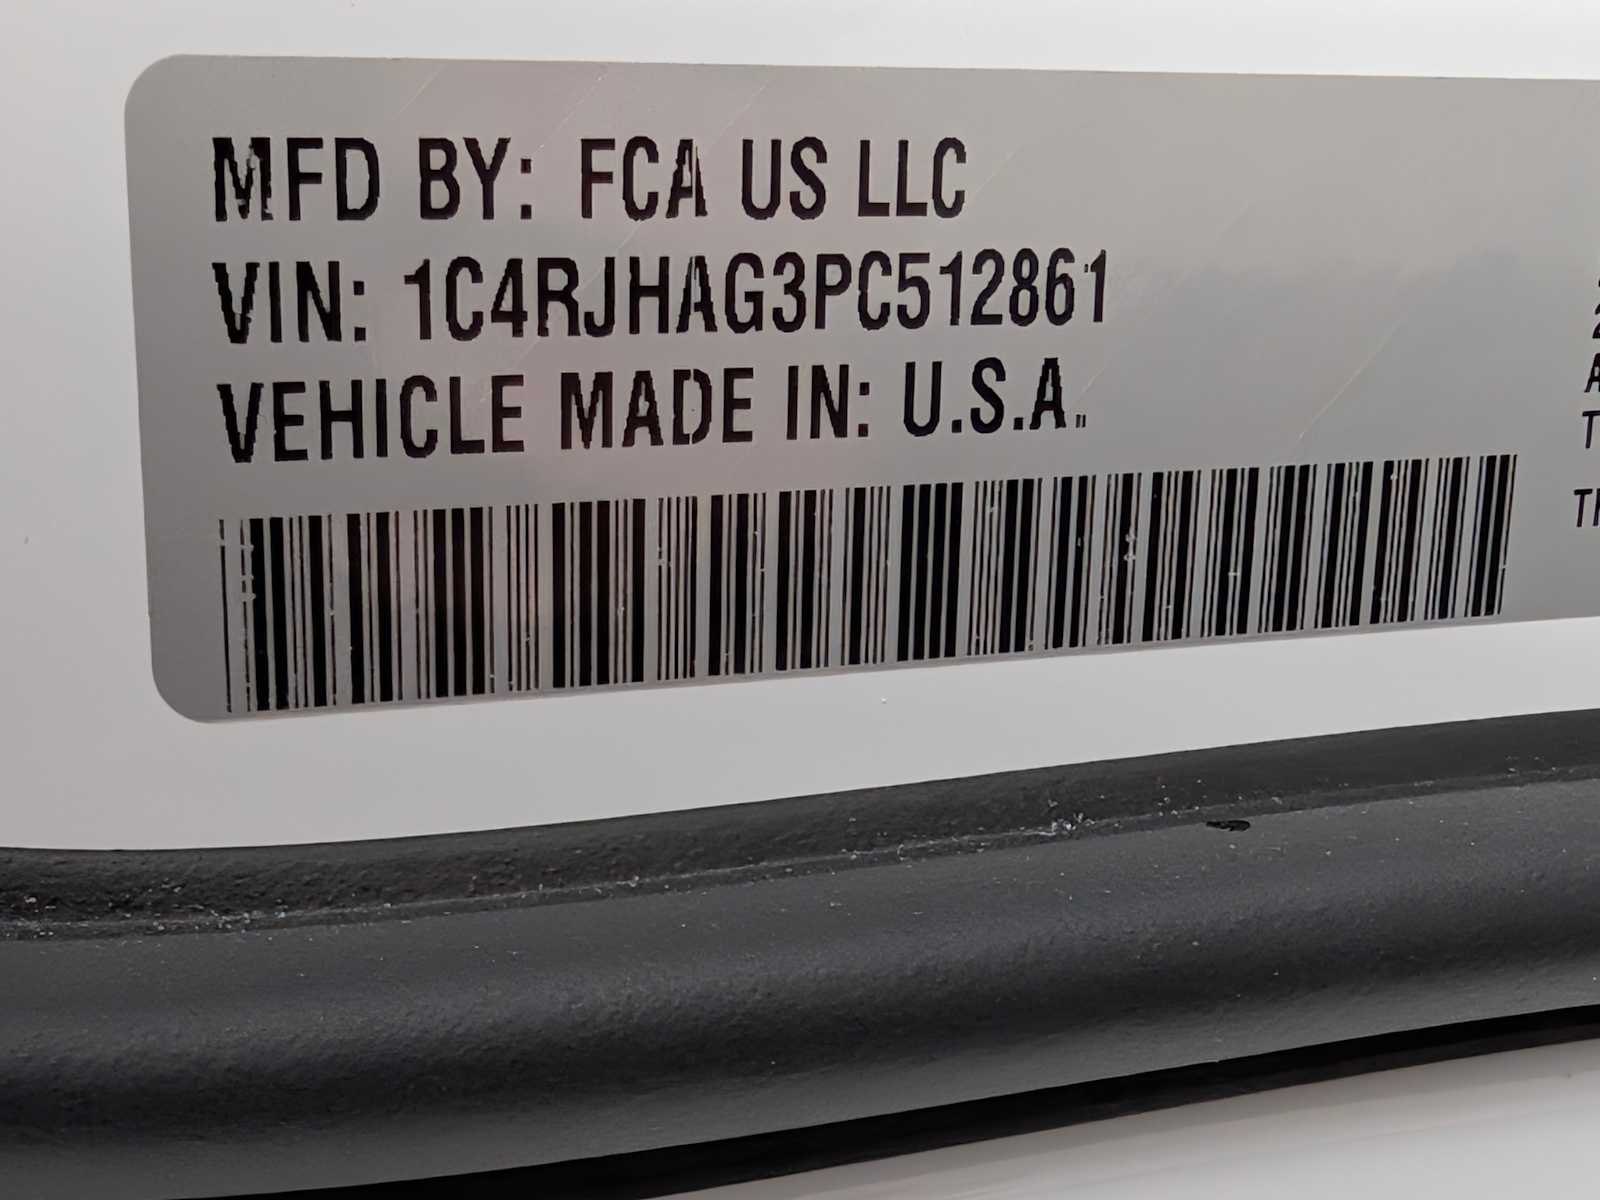 MFD BY: FCA US LLC
VIN: 1C4RJHAG3PC512861
VEHICLE MADE IN: U.S.A.